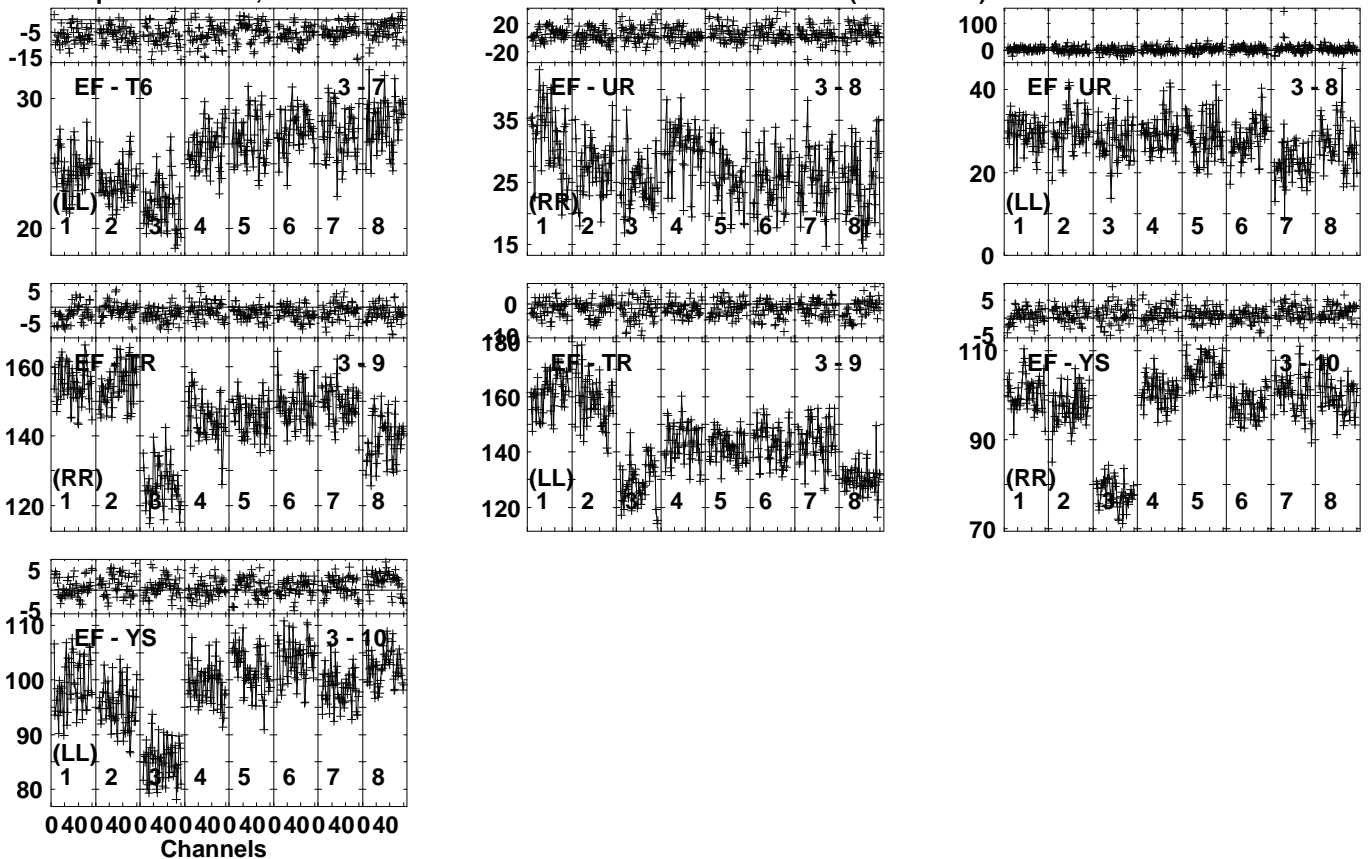 -5
-15
EF - T6 3 - 7
30
20
(LL)
1 2 3 4 5 6 7 8
20
-20
EF - UR 3 - 8
35
25
15
(RR)
1 2 3 4 5 6 7 8
100
0
EF - UR 3 - 8
40
20
0
(LL)
1 2 3 4 5 6 7 8
5
-5
EF - TR 3 - 9
160
140
120
(RR)
1 2 3 4 5 6 7 8
0
-10
EF - TR 3 - 9
180
160
140
120
(LL)
1 2 3 4 5 6 7 8
5
-5
EF - YS 3 - 10
110
90
70
(RR)
1 2 3 4 5 6 7 8
5
-5
EF - YS 3 - 10
110
100
90
80
(LL)
1 2 3 4 5 6 7 8
0 40 0 40 0 40 0 40 0 40 0 40 0 40 0 40
Channels